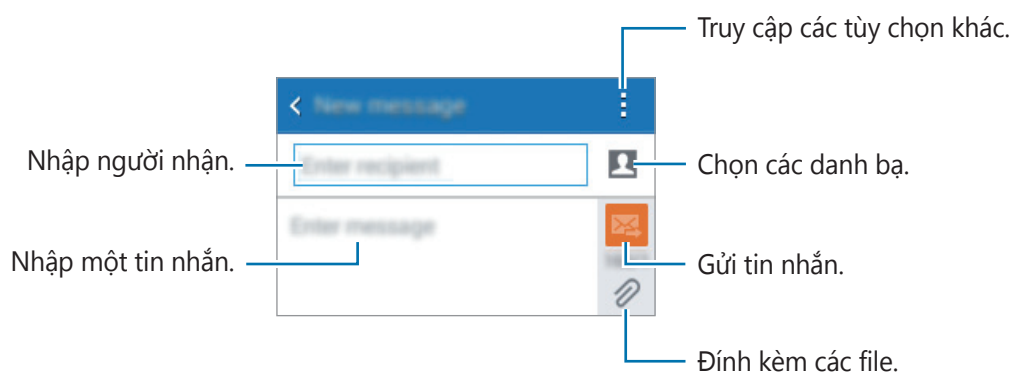 Truy cập các tùy chọn khác.
New message
Nhập người nhận.
Enter recipient
Chọn các danh bạ.
Enter message
Nhập một tin nhắn.
Gửi tin nhắn.
Đính kèm các file.